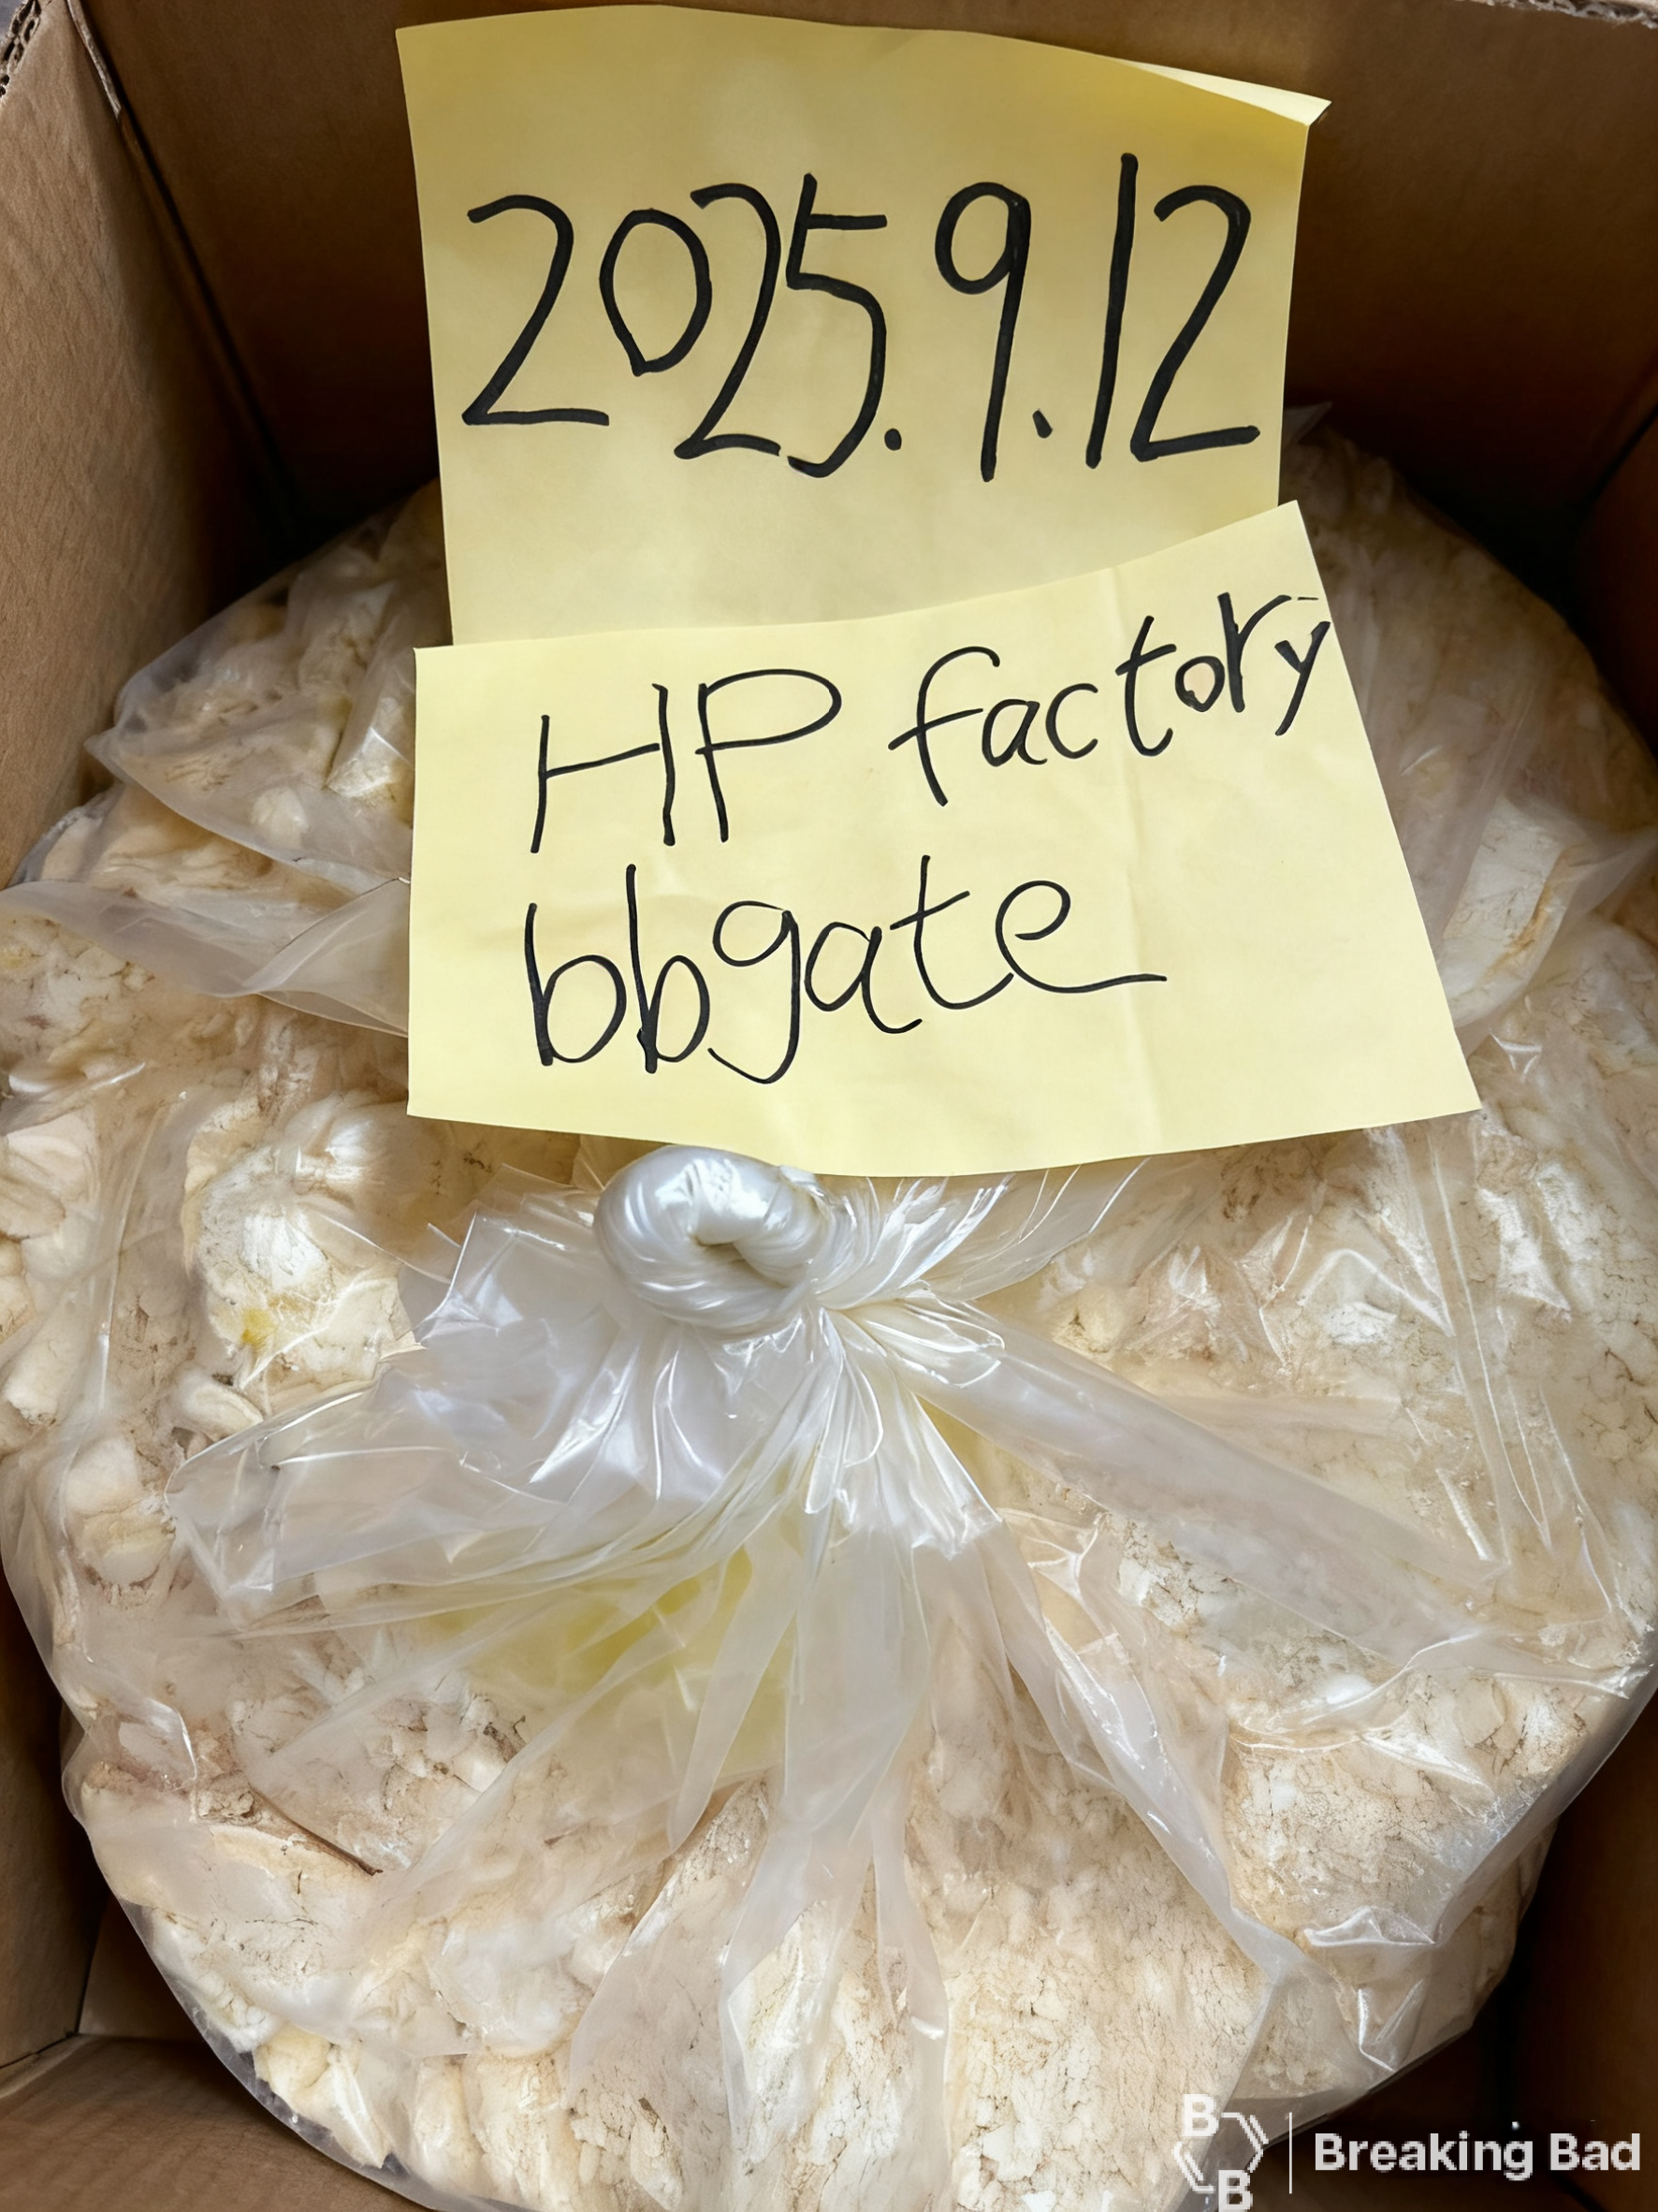 2025.9.12
HP factory
bbgate
B
B
Breaking Bad